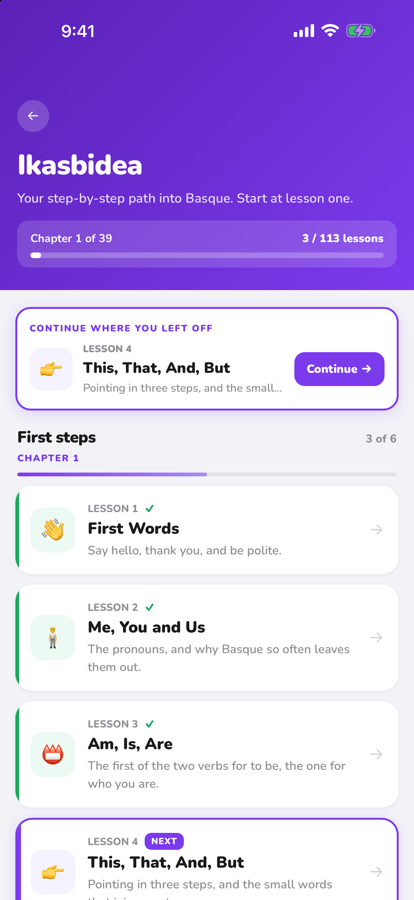 9:41
Ikasbidea
Your step-by-step path into Basque. Start at lesson one.
Chapter 1 of 39
3 / 113 lessons
CONTINUE WHERE YOU LEFT OFF
LESSON 4
This, That, And, But
Pointing in three steps, and the small...
Continue →
First steps
3 of 6
CHAPTER 1
LESSON 1 ✓
First Words
Say hello, thank you, and be polite.
LESSON 2 ✓
Me, You and Us
The pronouns, and why Basque so often leaves
them out.
LESSON 3 ✓
Am, Is, Are
The first of the two verbs for to be, the one for
who you are.
LESSON 4 NEXT
This, That, And, But
Pointing in three steps, and the small words